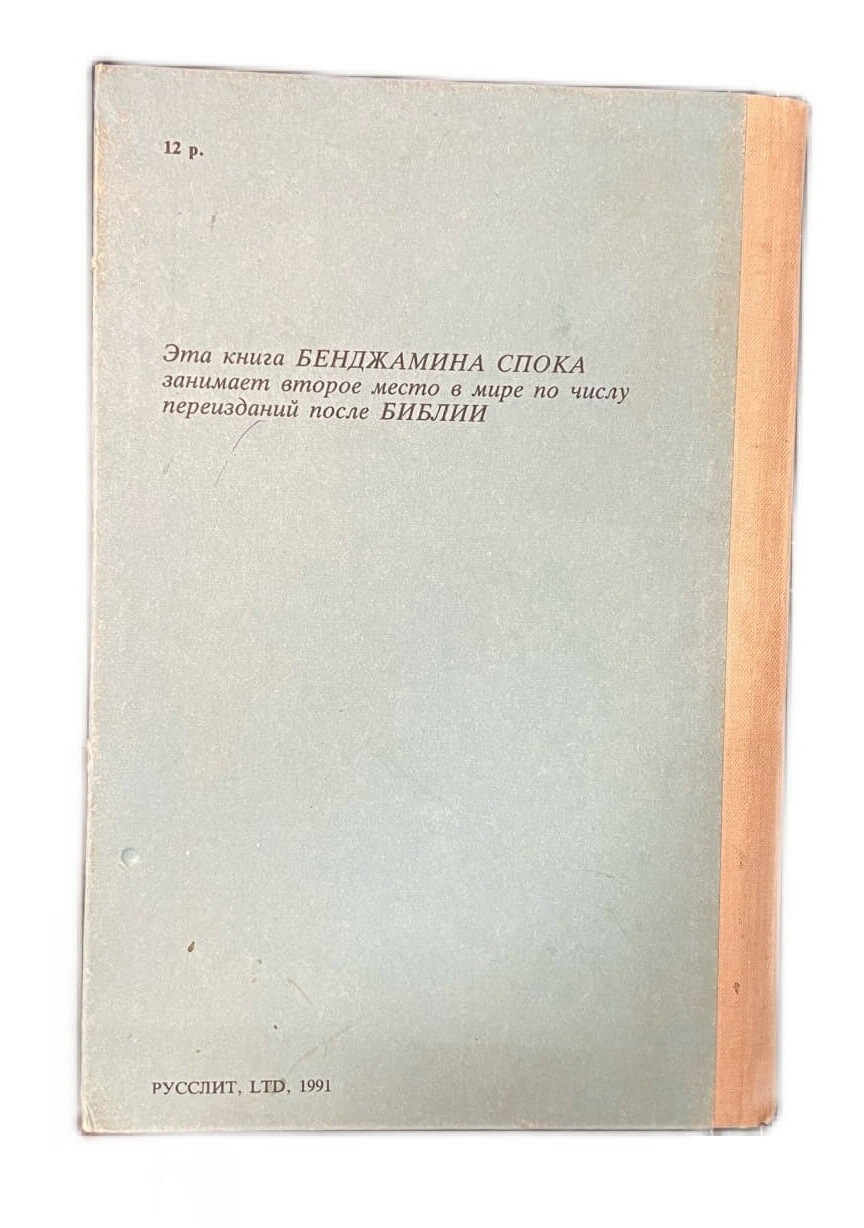 12 р.
Эта книга БЕНДЖАМИНА СПОКА
занимает второе место в мире по числу
переизданий после БИБЛИИ
РУССЛИТ, LTD, 1991